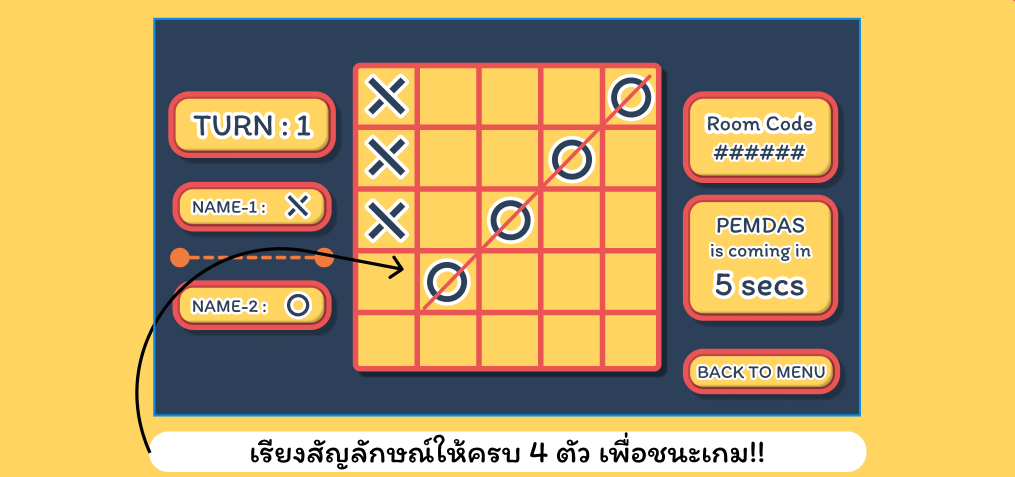 TURN : 1
NAME-1 : X
NAME-2 : O
X O
X O
X O
O
Room Code
######
PEMDAS
is coming in
5 secs
BACK TO MENU
เรียงสัญลักษณ์ให้ครบ 4 ตัว เพื่อชนะเกม!!